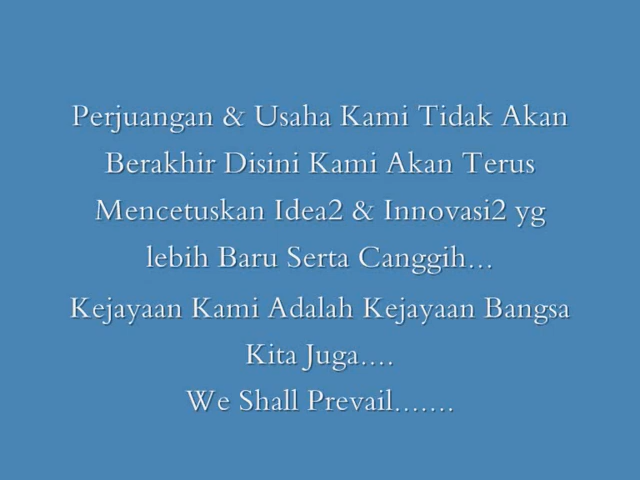 Perjuangan & Usaha Kami Tidak Akan
Berakhir Disini Kami Akan Terus
Mencetuskan Idea2 & Innovasi2 yg
lebih Baru Serta Canggih...
Kejayaan Kami Adalah Kejayaan Bangsa
Kita Juga....
We Shall Prevail.......